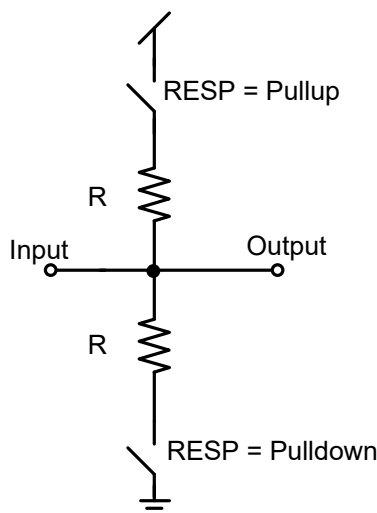 RESP = Pullup
R
Input
Output
R
RESP = Pulldown